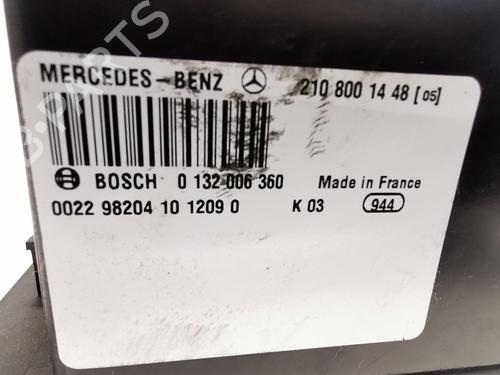 MERCEDES-BENZ 210 800 14 48 [05]
BOSCH 0 132 006 360 Made in France
0022 98204 10 1209 0 K 03 944